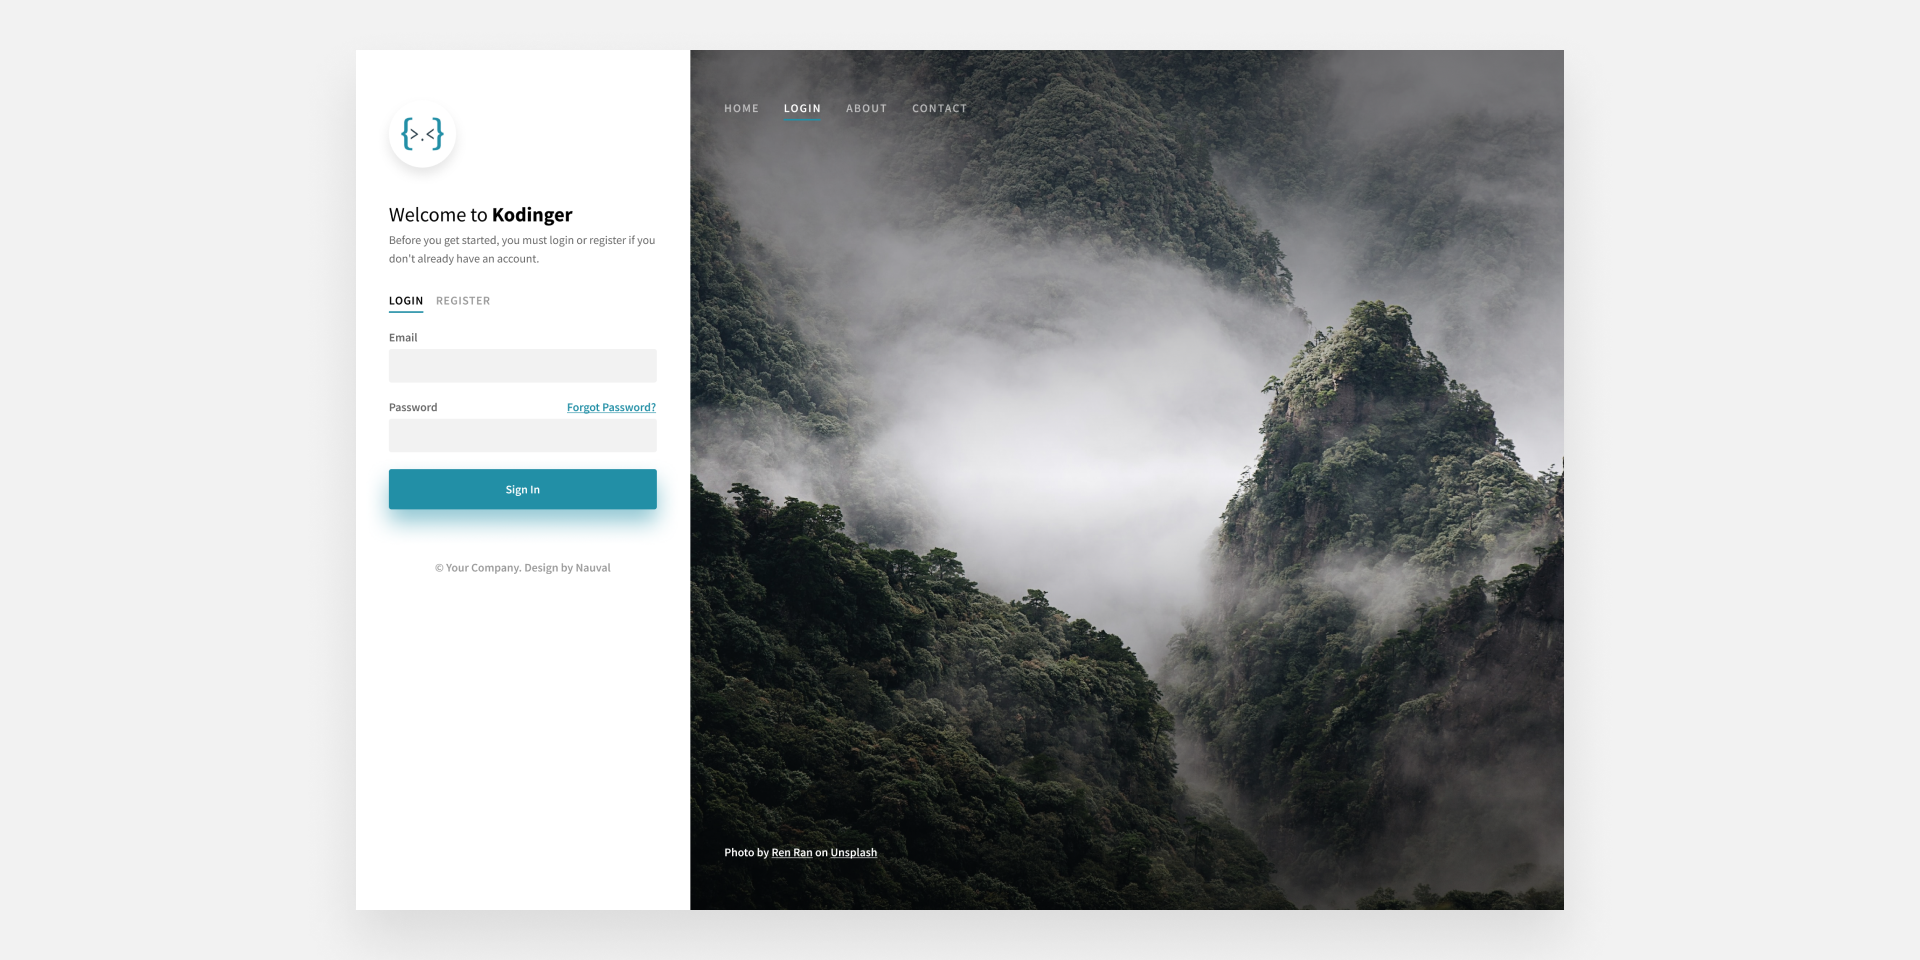 {>.<}
Welcome to Kodinger
Before you get started, you must login or register if you
don't already have an account.
LOGIN REGISTER
Email
Password Forgot Password?
Sign In
© Your Company. Design by Nauval
HOME LOGIN ABOUT CONTACT
Photo by Ren Ran on Unsplash